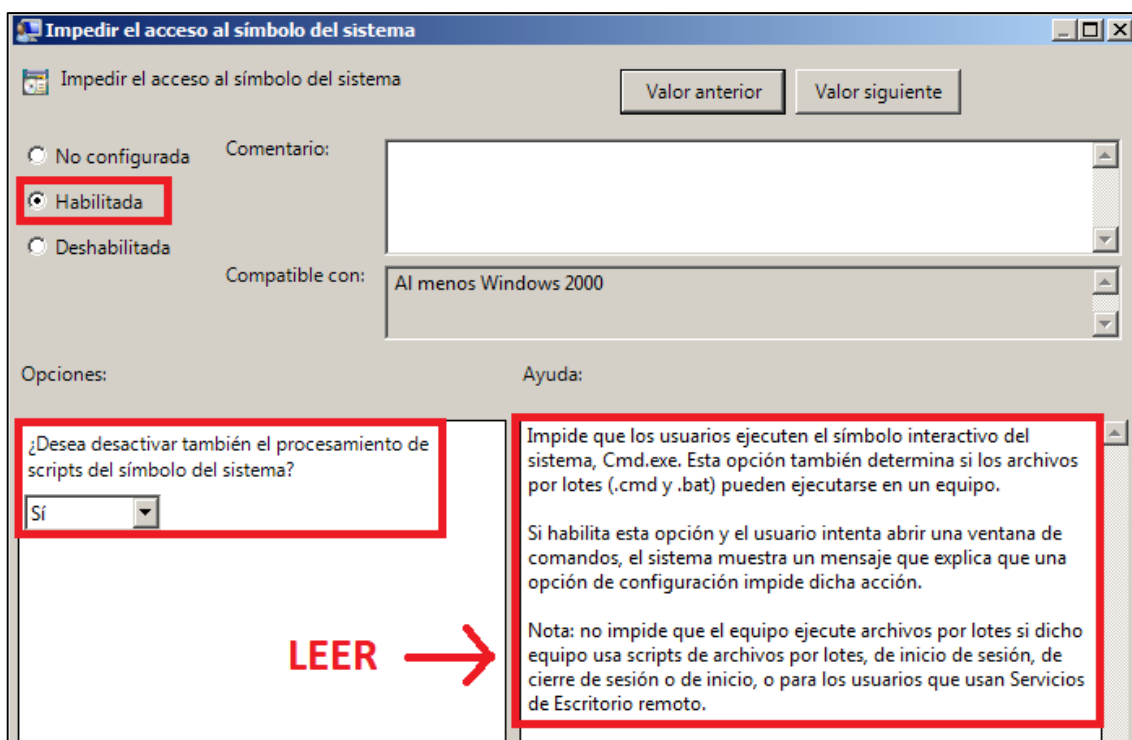 Impedir el acceso al símbolo del sistema
Impedir el acceso al símbolo del sistema
Valor anterior
Valor siguiente
No configurada
Habilitada
Deshabilitada
Comentario:
Compatible con:
Al menos Windows 2000
Opciones:
Ayuda:
¿Desea desactivar también el procesamiento de
scripts del símbolo del sistema?
Sí
LEER
Impide que los usuarios ejecuten el símbolo interactivo del
sistema, Cmd.exe. Esta opción también determina si los archivos
por lotes (.cmd y .bat) pueden ejecutarse en un equipo.
Si habilita esta opción y el usuario intenta abrir una ventana de
comandos, el sistema muestra un mensaje que explica que una
opción de configuración impide dicha acción.
Nota: no impide que el equipo ejecute archivos por lotes si dicho
equipo usa scripts de archivos por lotes, de inicio de sesión, de
cierre de sesión o de inicio, o para los usuarios que usan Servicios
de Escritorio remoto.